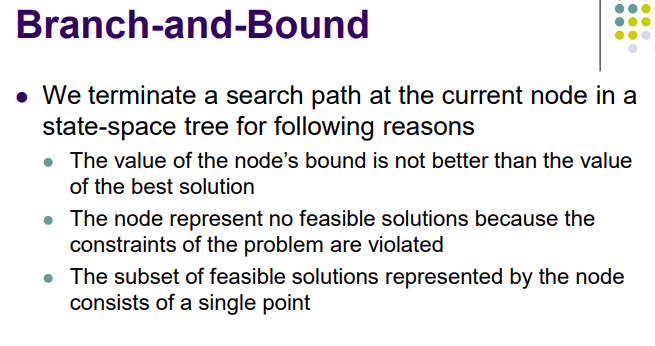 Branch-and-Bound
● We terminate a search path at the current node in a
state-space tree for following reasons
● The value of the node's bound is not better than the value
of the best solution
● The node represent no feasible solutions because the
constraints of the problem are violated
● The subset of feasible solutions represented by the node
consists of a single point